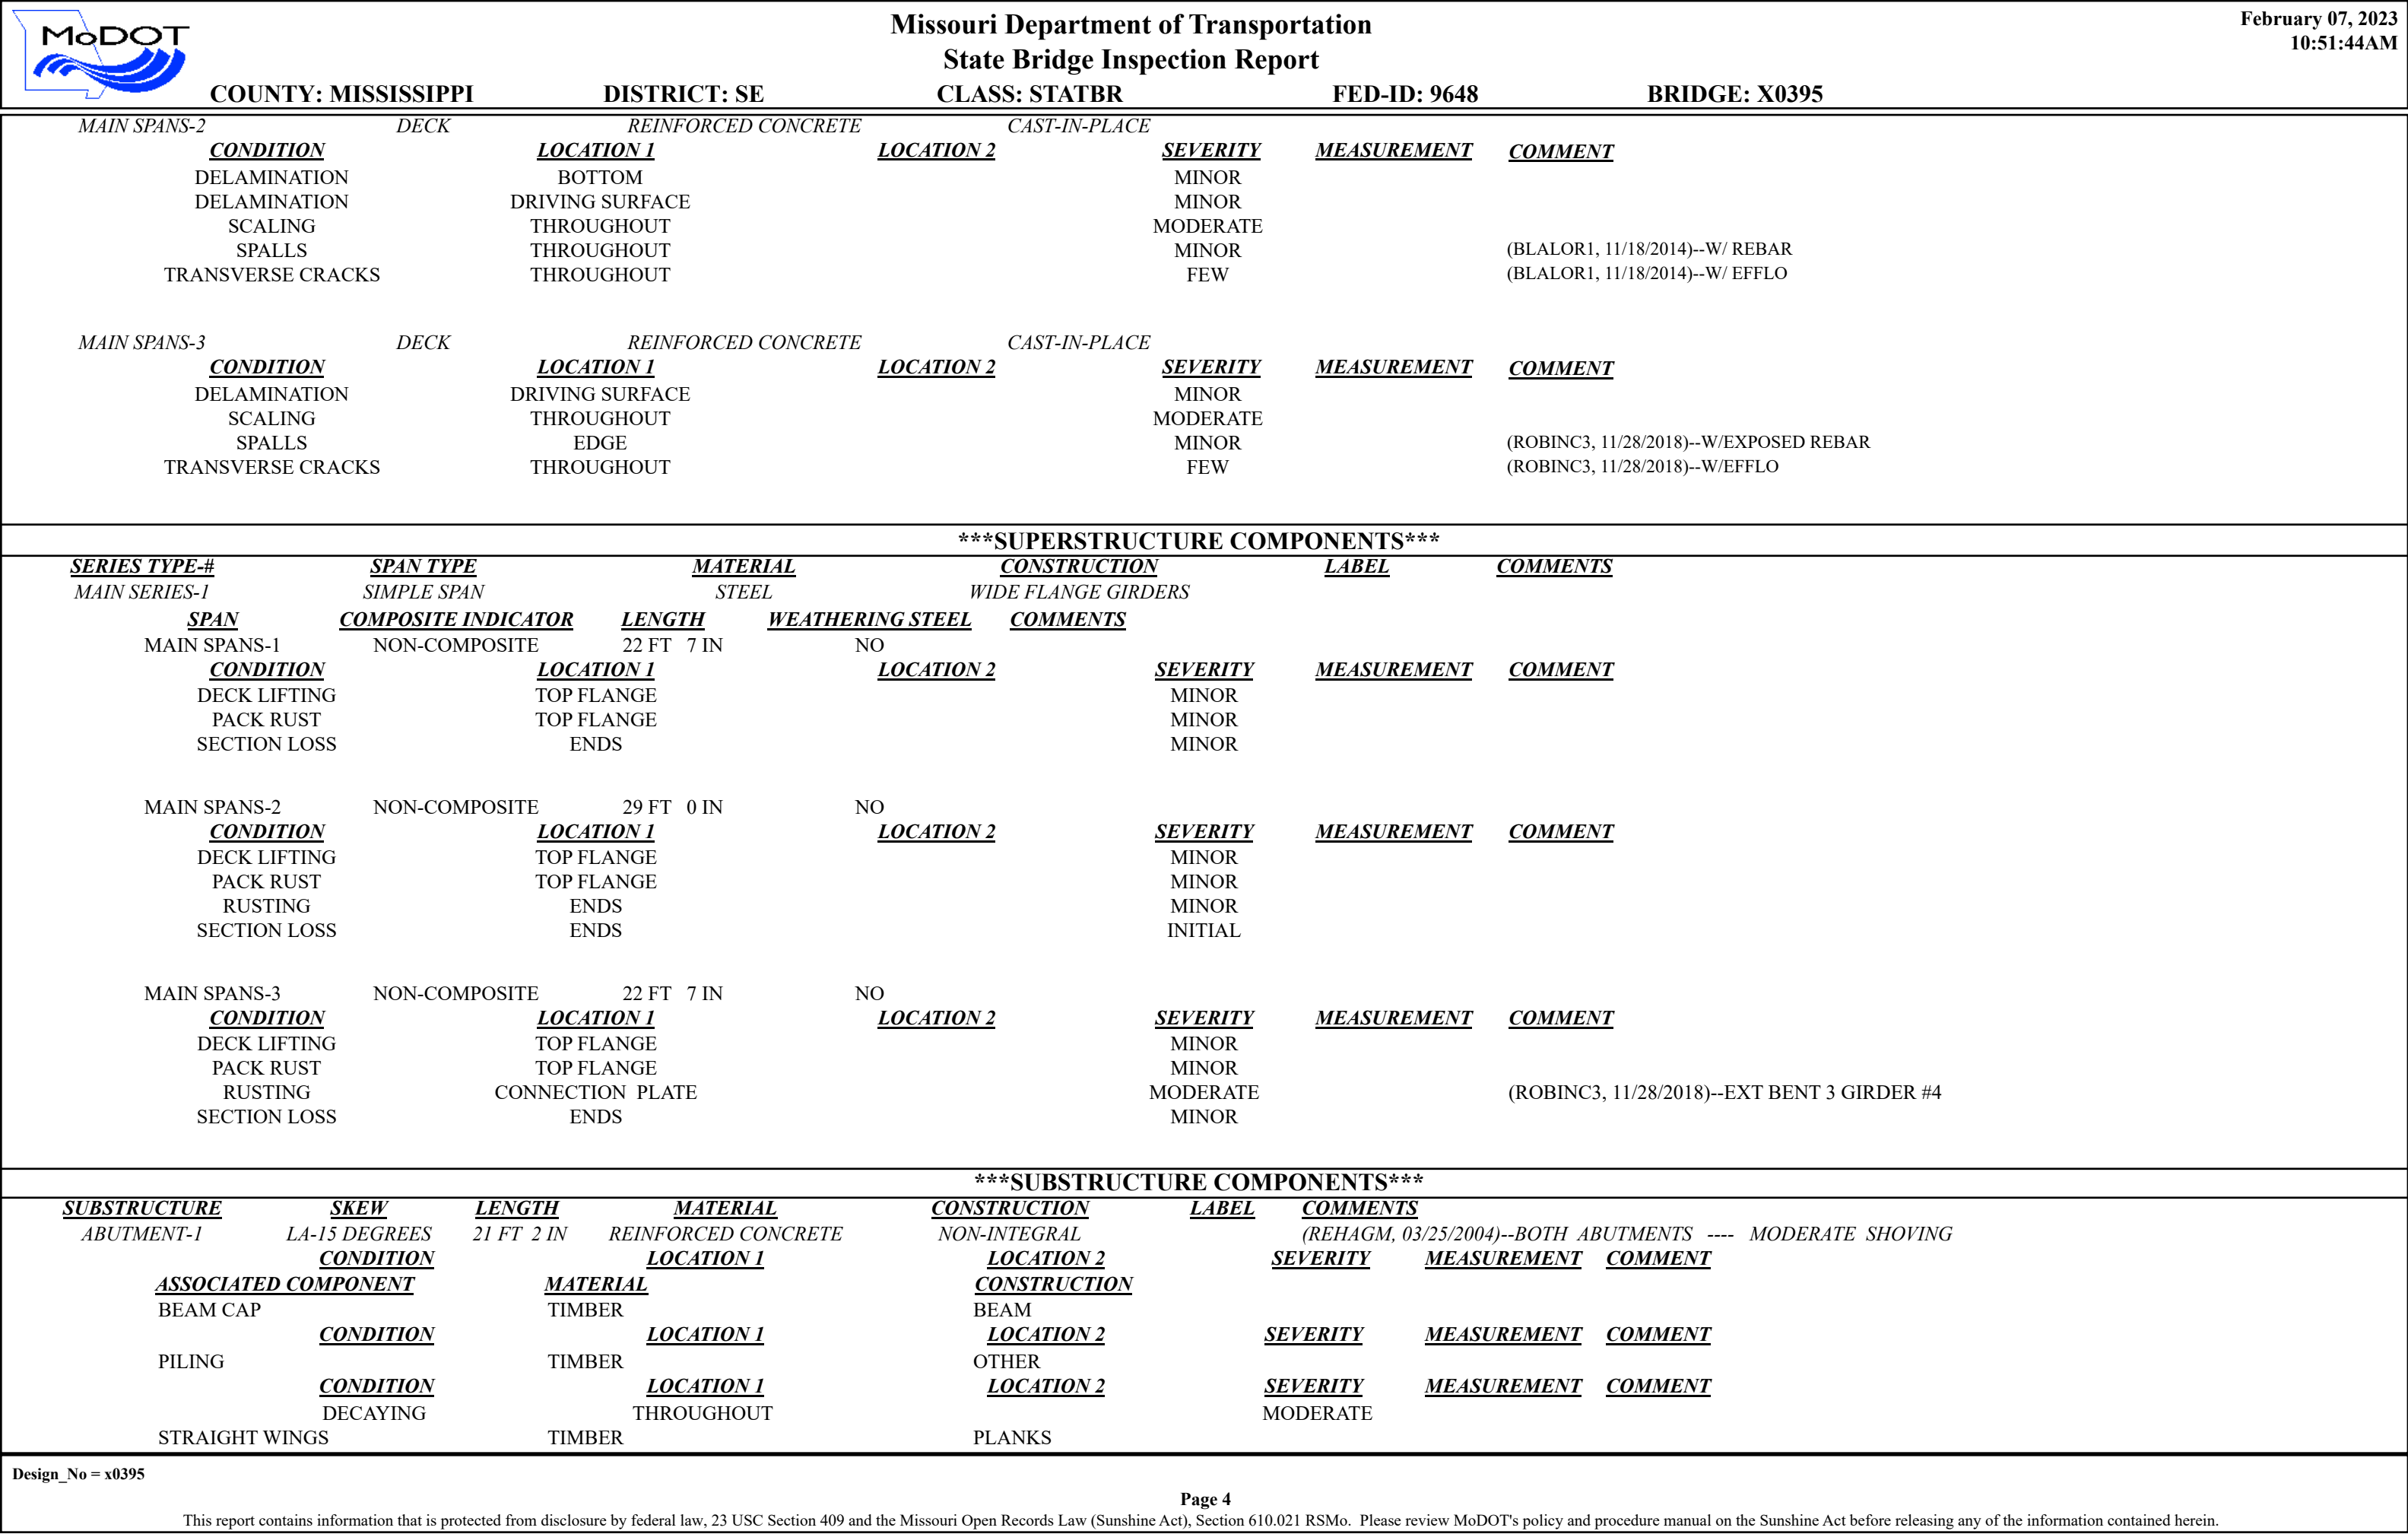 MoDOT
Missouri Department of Transportation
State Bridge Inspection Report
February 07, 2023
10:51:44AM
COUNTY: MISSISSIPPI DISTRICT: SE CLASS: STATBR FED-ID: 9648 BRIDGE: X0395
MAIN SPANS-2 DECK REINFORCED CONCRETE CAST-IN-PLACE
CONDITION LOCATION 1 LOCATION 2 SEVERITY MEASUREMENT COMMENT
DELAMINATION BOTTOM MINOR
DELAMINATION DRIVING SURFACE MINOR
SCALING THROUGHOUT MODERATE
SPALLS THROUGHOUT MINOR (BLALOR1, 11/18/2014)--W/ REBAR
TRANSVERSE CRACKS THROUGHOUT FEW (BLALOR1, 11/18/2014)--W/ EFFLO
MAIN SPANS-3 DECK REINFORCED CONCRETE CAST-IN-PLACE
CONDITION LOCATION 1 LOCATION 2 SEVERITY MEASUREMENT COMMENT
DELAMINATION DRIVING SURFACE MINOR
SCALING THROUGHOUT MODERATE
SPALLS EDGE MINOR (ROBINC3, 11/28/2018)--W/EXPOSED REBAR
TRANSVERSE CRACKS THROUGHOUT FEW (ROBINC3, 11/28/2018)--W/EFFLO
***SUPERSTRUCTURE COMPONENTS***
SERIES TYPE-# SPAN TYPE MATERIAL CONSTRUCTION LABEL COMMENTS
MAIN SERIES-1 SIMPLE SPAN STEEL WIDE FLANGE GIRDERS
SPAN COMPOSITE INDICATOR LENGTH WEATHERING STEEL COMMENTS
MAIN SPANS-1 NON-COMPOSITE 22 FT 7 IN NO
CONDITION LOCATION 1 LOCATION 2 SEVERITY MEASUREMENT COMMENT
DECK LIFTING TOP FLANGE MINOR
PACK RUST TOP FLANGE MINOR
SECTION LOSS ENDS MINOR
MAIN SPANS-2 NON-COMPOSITE 29 FT 0 IN NO
CONDITION LOCATION 1 LOCATION 2 SEVERITY MEASUREMENT COMMENT
DECK LIFTING TOP FLANGE MINOR
PACK RUST TOP FLANGE MINOR
RUSTING ENDS MINOR
SECTION LOSS ENDS INITIAL
MAIN SPANS-3 NON-COMPOSITE 22 FT 7 IN NO
CONDITION LOCATION 1 LOCATION 2 SEVERITY MEASUREMENT COMMENT
DECK LIFTING TOP FLANGE MINOR
PACK RUST TOP FLANGE MINOR
RUSTING CONNECTION PLATE MODERATE (ROBINC3, 11/28/2018)--EXT BENT 3 GIRDER #4
SECTION LOSS ENDS MINOR
***SUBSTRUCTURE COMPONENTS***
SUBSTRUCTURE SKEW LENGTH MATERIAL CONSTRUCTION LABEL COMMENTS
ABUTMENT-1 LA-15 DEGREES 21 FT 2 IN REINFORCED CONCRETE NON-INTEGRAL (REHAGM, 03/25/2004)--BOTH ABUTMENTS ---- MODERATE SHOVING
CONDITION LOCATION 1 LOCATION 2 SEVERITY MEASUREMENT COMMENT
ASSOCIATED COMPONENT MATERIAL CONSTRUCTION
BEAM CAP TIMBER BEAM
CONDITION LOCATION 1 LOCATION 2 SEVERITY MEASUREMENT COMMENT
PILING TIMBER OTHER
CONDITION LOCATION 1 LOCATION 2 SEVERITY MEASUREMENT COMMENT
DECAYING THROUGHOUT MODERATE
STRAIGHT WINGS TIMBER PLANKS
Design_No = x0395
Page 4
This report contains information that is protected from disclosure by federal law, 23 USC Section 409 and the Missouri Open Records Law (Sunshine Act), Section 610.021 RSMo. Please review MoDOT's policy and procedure manual on the Sunshine Act before releasing any of the information contained herein.